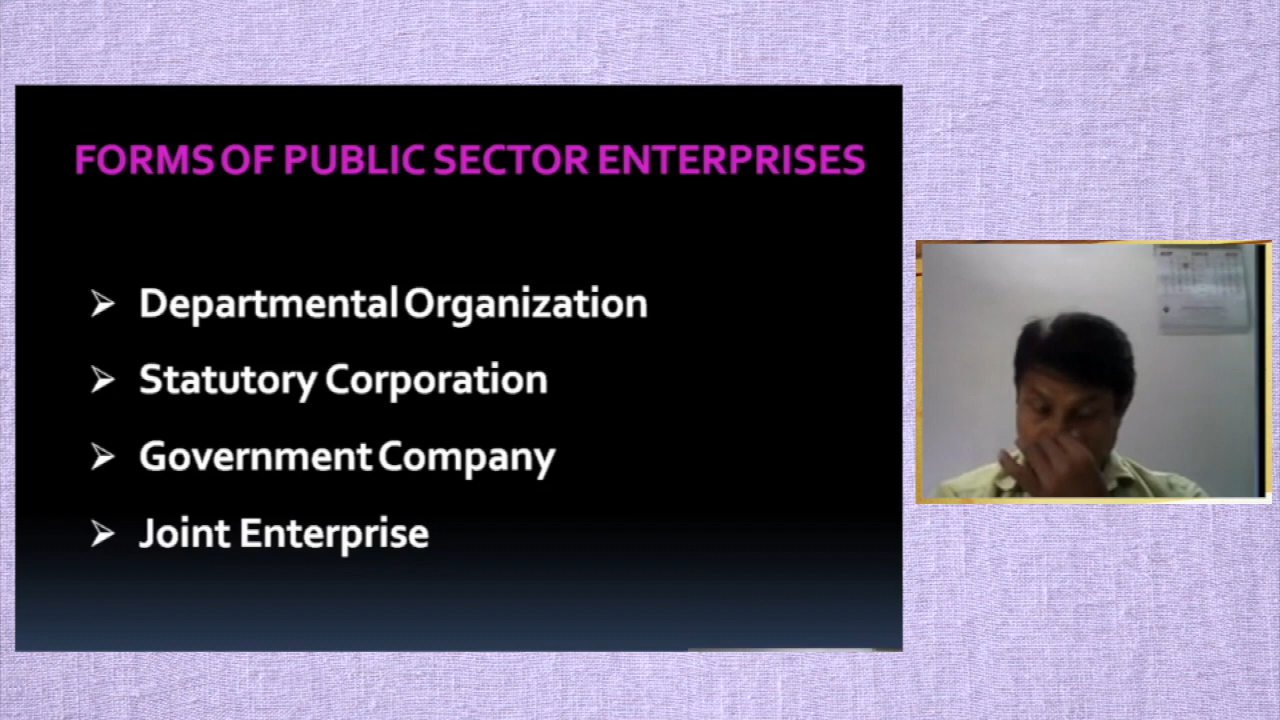 FORMS OF PUBLIC SECTOR ENTERPRISES
Departmental Organization
Statutory Corporation
Government Company
Joint Enterprise